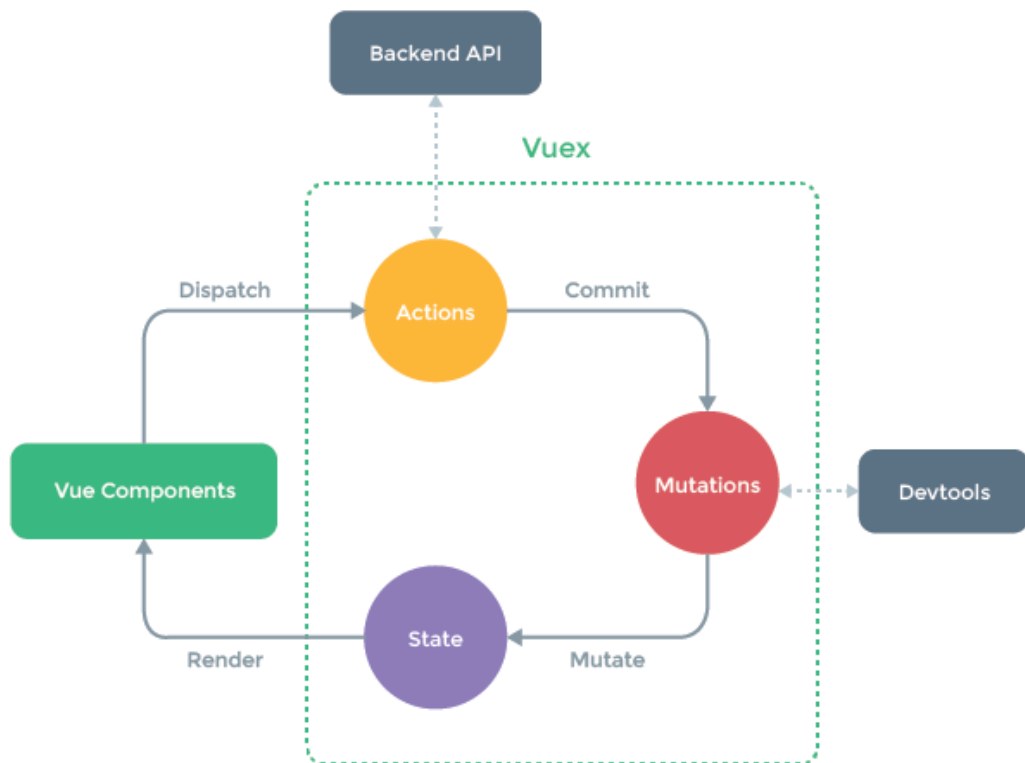 Backend API
Vuex
Dispatch
Commit
Actions
Vue Components
Mutations
Devtools
State
Render
Mutate